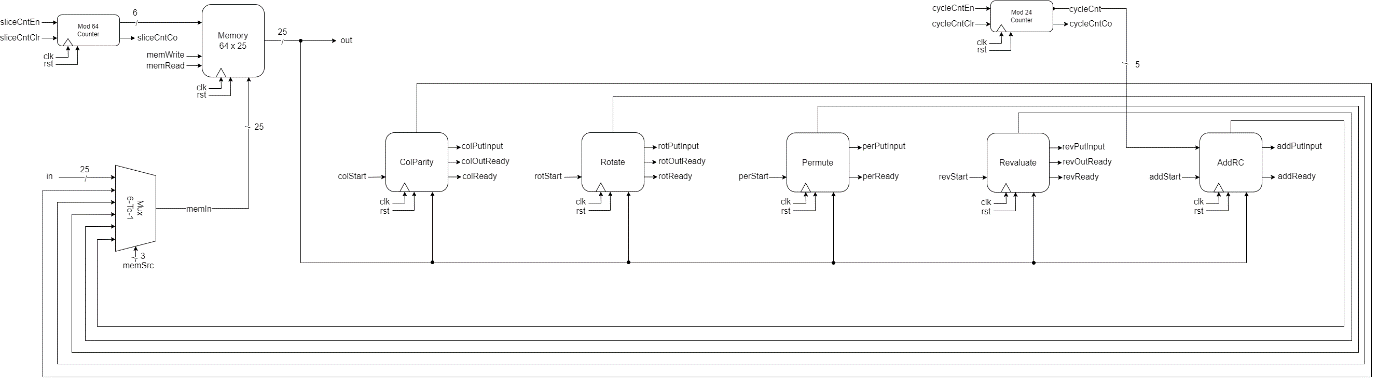 sliceCntEn
sliceCntClr
Mod 64
Counter
clk
rst
6
sliceCntCo
memWrite
memRead
Memory
64 x 25
clk
rst
25
out
25
cycleCntEn
cycleCntClr
Mod 24
Counter
clk
rst
cycleCnt
cycleCntCo
5
in
25
Mux
6-To-1
3
memSrc
memIn
colStart
ColParity
clk
rst
colPutInput
colOutReady
colReady
rotStart
Rotate
clk
rst
rotPutInput
rotOutReady
rotReady
perStart
Permute
clk
rst
perPutInput
perReady
revStart
Revaluate
clk
rst
revPutInput
revOutReady
revReady
addStart
AddRC
clk
rst
addPutInput
addReady